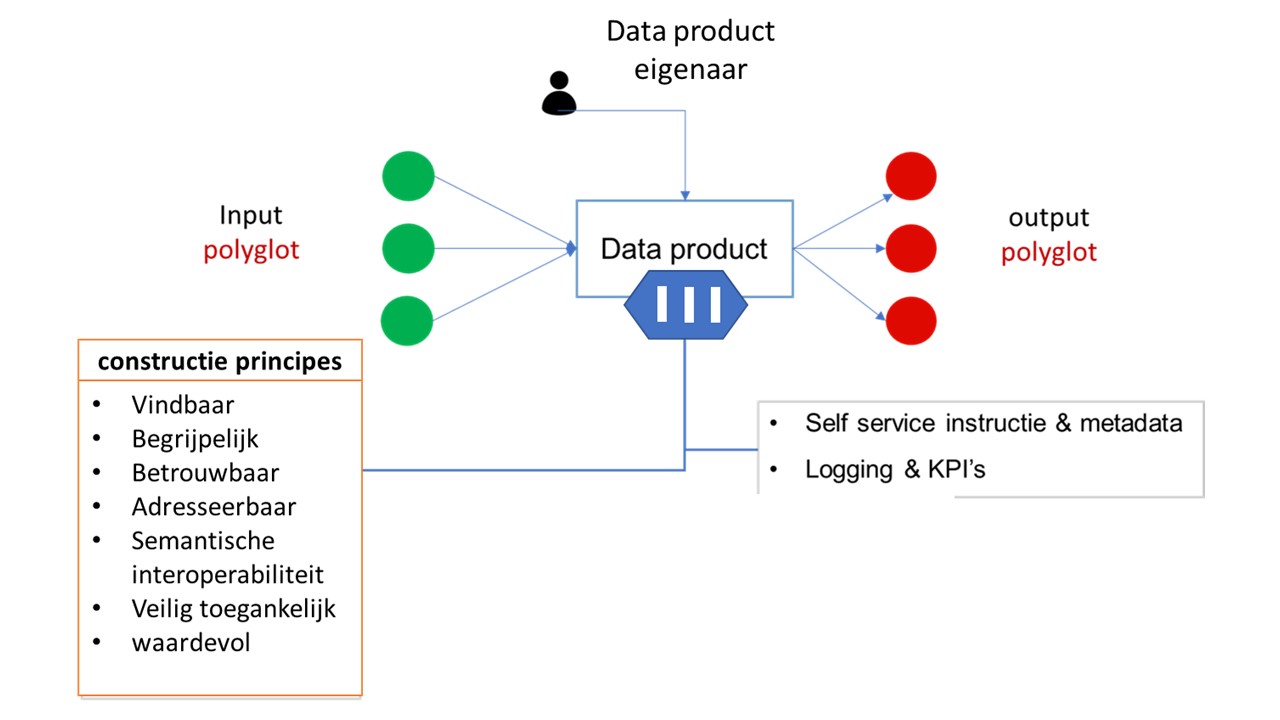 Data product
eigenaar
Input
polyglot
Data product
output
polyglot
constructie principes
• Vindbaar
• Begrijpelijk
• Betrouwbaar
• Adresseerbaar
• Semantische
interoperabiliteit
• Veilig toegankelijk
• waardevol
• Self service instructie & metadata
• Logging & KPI’s